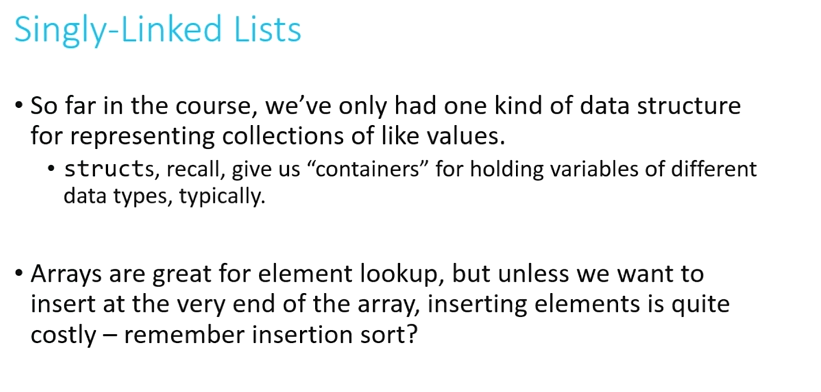 Singly-Linked Lists
• So far in the course, we’ve only had one kind of data structure
for representing collections of like values.
• structs, recall, give us “containers” for holding variables of different
data types, typically.
• Arrays are great for element lookup, but unless we want to
insert at the very end of the array, inserting elements is quite
costly – remember insertion sort?